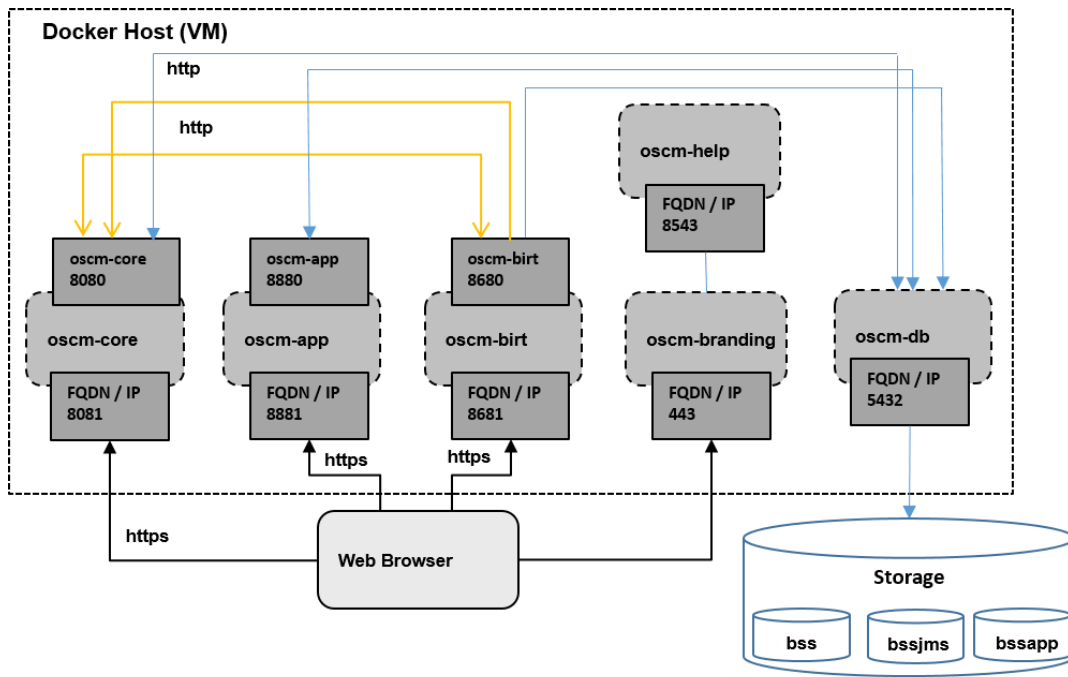 Docker Host (VM)
http
http
oscm-help
FQDN / IP
8543
oscm-core
8080
oscm-app
8880
oscm-birt
8680
oscm-core
oscm-app
oscm-birt
oscm-branding
oscm-db
FQDN / IP
8081
FQDN / IP
8881
FQDN / IP
8681
FQDN / IP
443
FQDN / IP
5432
https
https
https
Web Browser
Storage
bss
bssjms
bssapp